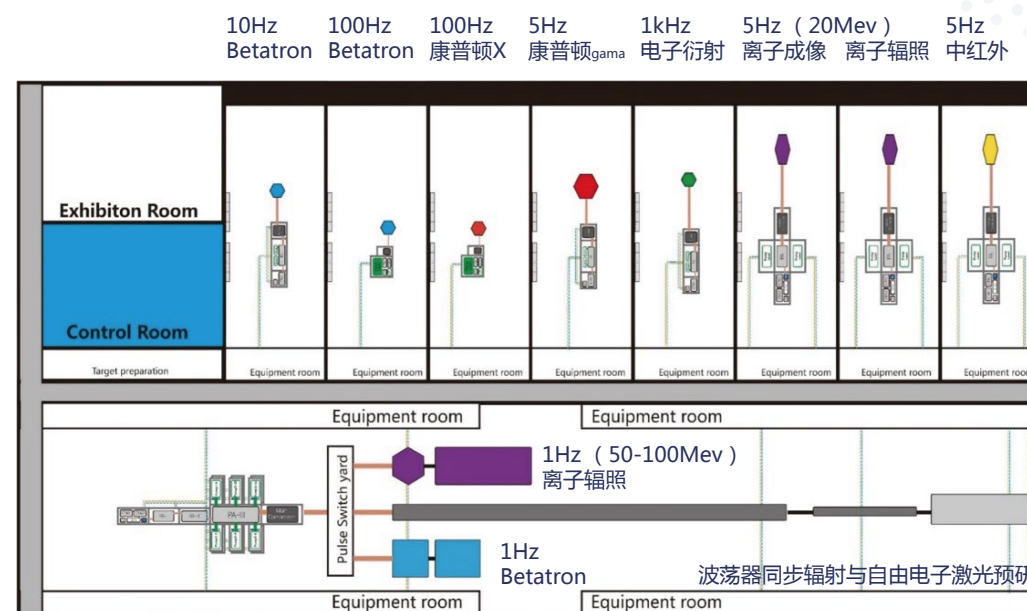 10Hz 100Hz 100Hz 5Hz 1kHz 5Hz ( 20Mev ) 5Hz
Betatron Betatron 康普顿X 康普顿gama 电子衍射 离子成像 离子辐照 中红外
Exhibiton Room
Control Room
Target preparation Equipment room Equipment room Equipment room Equipment room Equipment room Equipment room Equipment room Equipment roo
Equipment room Equipment room
1Hz ( 50-100Mev )
离子辐照
Pulse Switch yard
PA-III
1Hz
Betatron 波荡器同步辐射与自由电子激光预研
Equipment room Equipment room